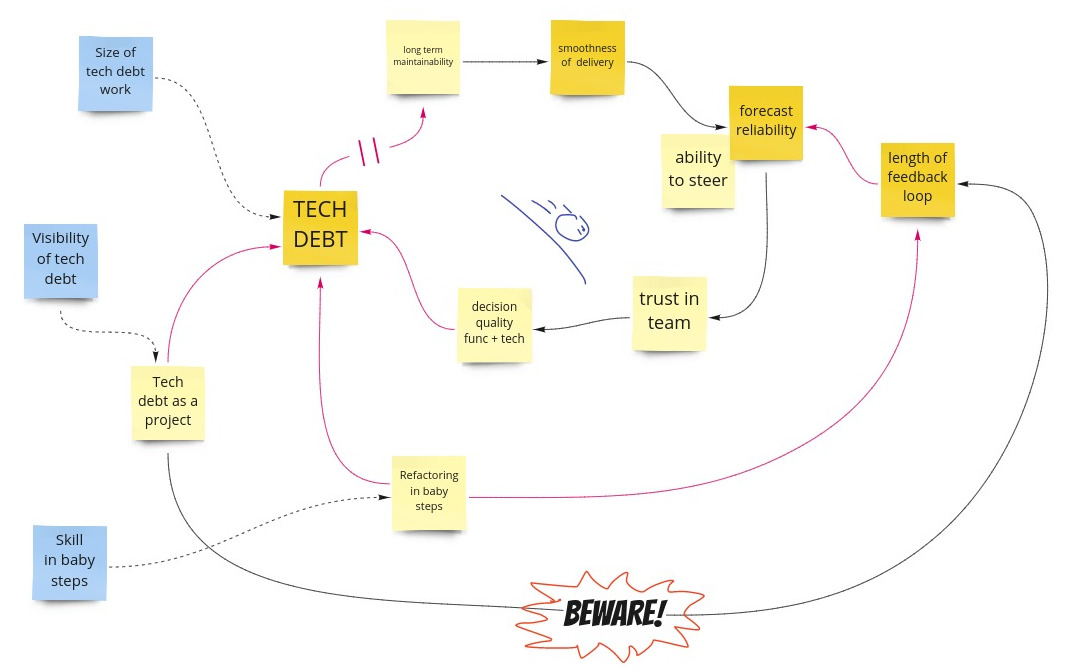 Size of
tech debt
work
long term
maintainability
smoothness
of delivery
forecast
reliability
ability
to steer
length of
feedback
loop
TECH
DEBT
Visibility
of tech
debt
decision
quality
func + tech
trust in
team
Tech
debt as a
project
Refactoring
in baby
steps
Skill
in baby
steps
BEWARE!